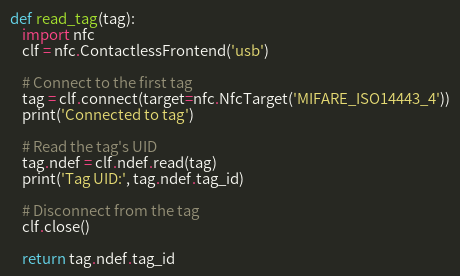 def read_tag(tag):
    import nfc
    clf = nfc.ContactlessFrontend('usb')

    # Connect to the first tag
    tag = clf.connect(target=nfc.NfcTarget('MIFARE_ISO14443_4'))
    print('Connected to tag')

    # Read the tag's UID
    tag.ndef = clf.ndef.read(tag)
    print('Tag UID:', tag.ndef.tag_id)

    # Disconnect from the tag
    clf.close()

    return tag.ndef.tag_id